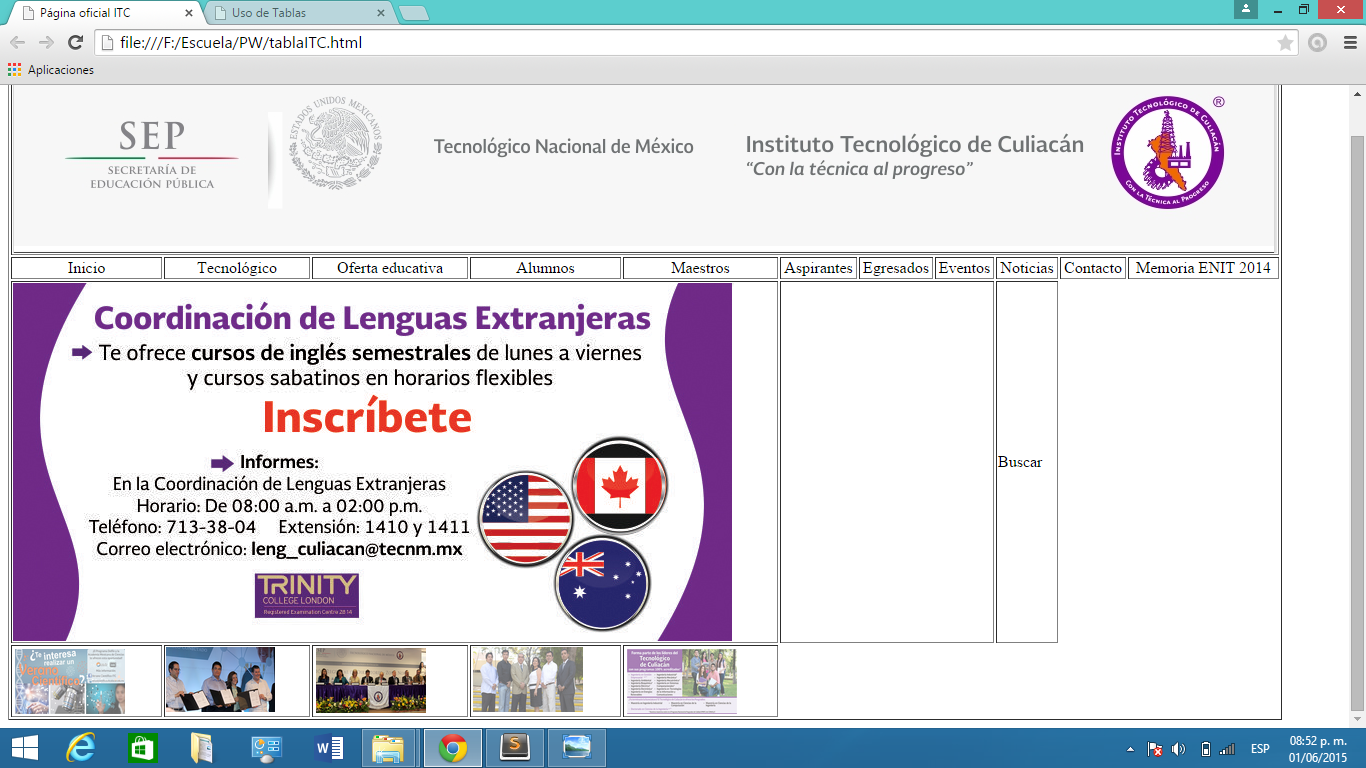 Página oficial ITC
Uso de Tablas
file:///F:/Escuela/PW/tablaITC.html
Aplicaciones
SEP
SECRETARÍA DE
EDUCACIÓN PÚBLICA
ESTADOS UNIDOS MEXICANOS
Tecnológico Nacional de México
Instituto Tecnológico de Culiacán
“Con la técnica al progreso”
INSTITUTO TECNOLÓGICO DE CULIACÁN
CON LA TÉCNICA AL PROGRESO
®
Inicio Tecnológico Oferta educativa Alumnos Maestros Aspirantes Egresados Eventos Noticias Contacto Memoria ENIT 2014
Coordinación de Lenguas Extranjeras
Te ofrece cursos de inglés semestrales de lunes a viernes
y cursos sabatinos en horarios flexibles
Inscríbete
Informes:
En la Coordinación de Lenguas Extranjeras
Horario: De 08:00 a.m. a 02:00 p.m.
Teléfono: 713-38-04 Extensión: 1410 y 1411
Correo electrónico: leng_culiacan@tecnm.mx
TRINITY
COLLEGE LONDON
Registered Examination Centre 2814
Buscar
¿Te interesa
realizar un
Verano
Científico
Tecnológico
de Culiacán
ESP
08:52 p. m.
01/06/2015